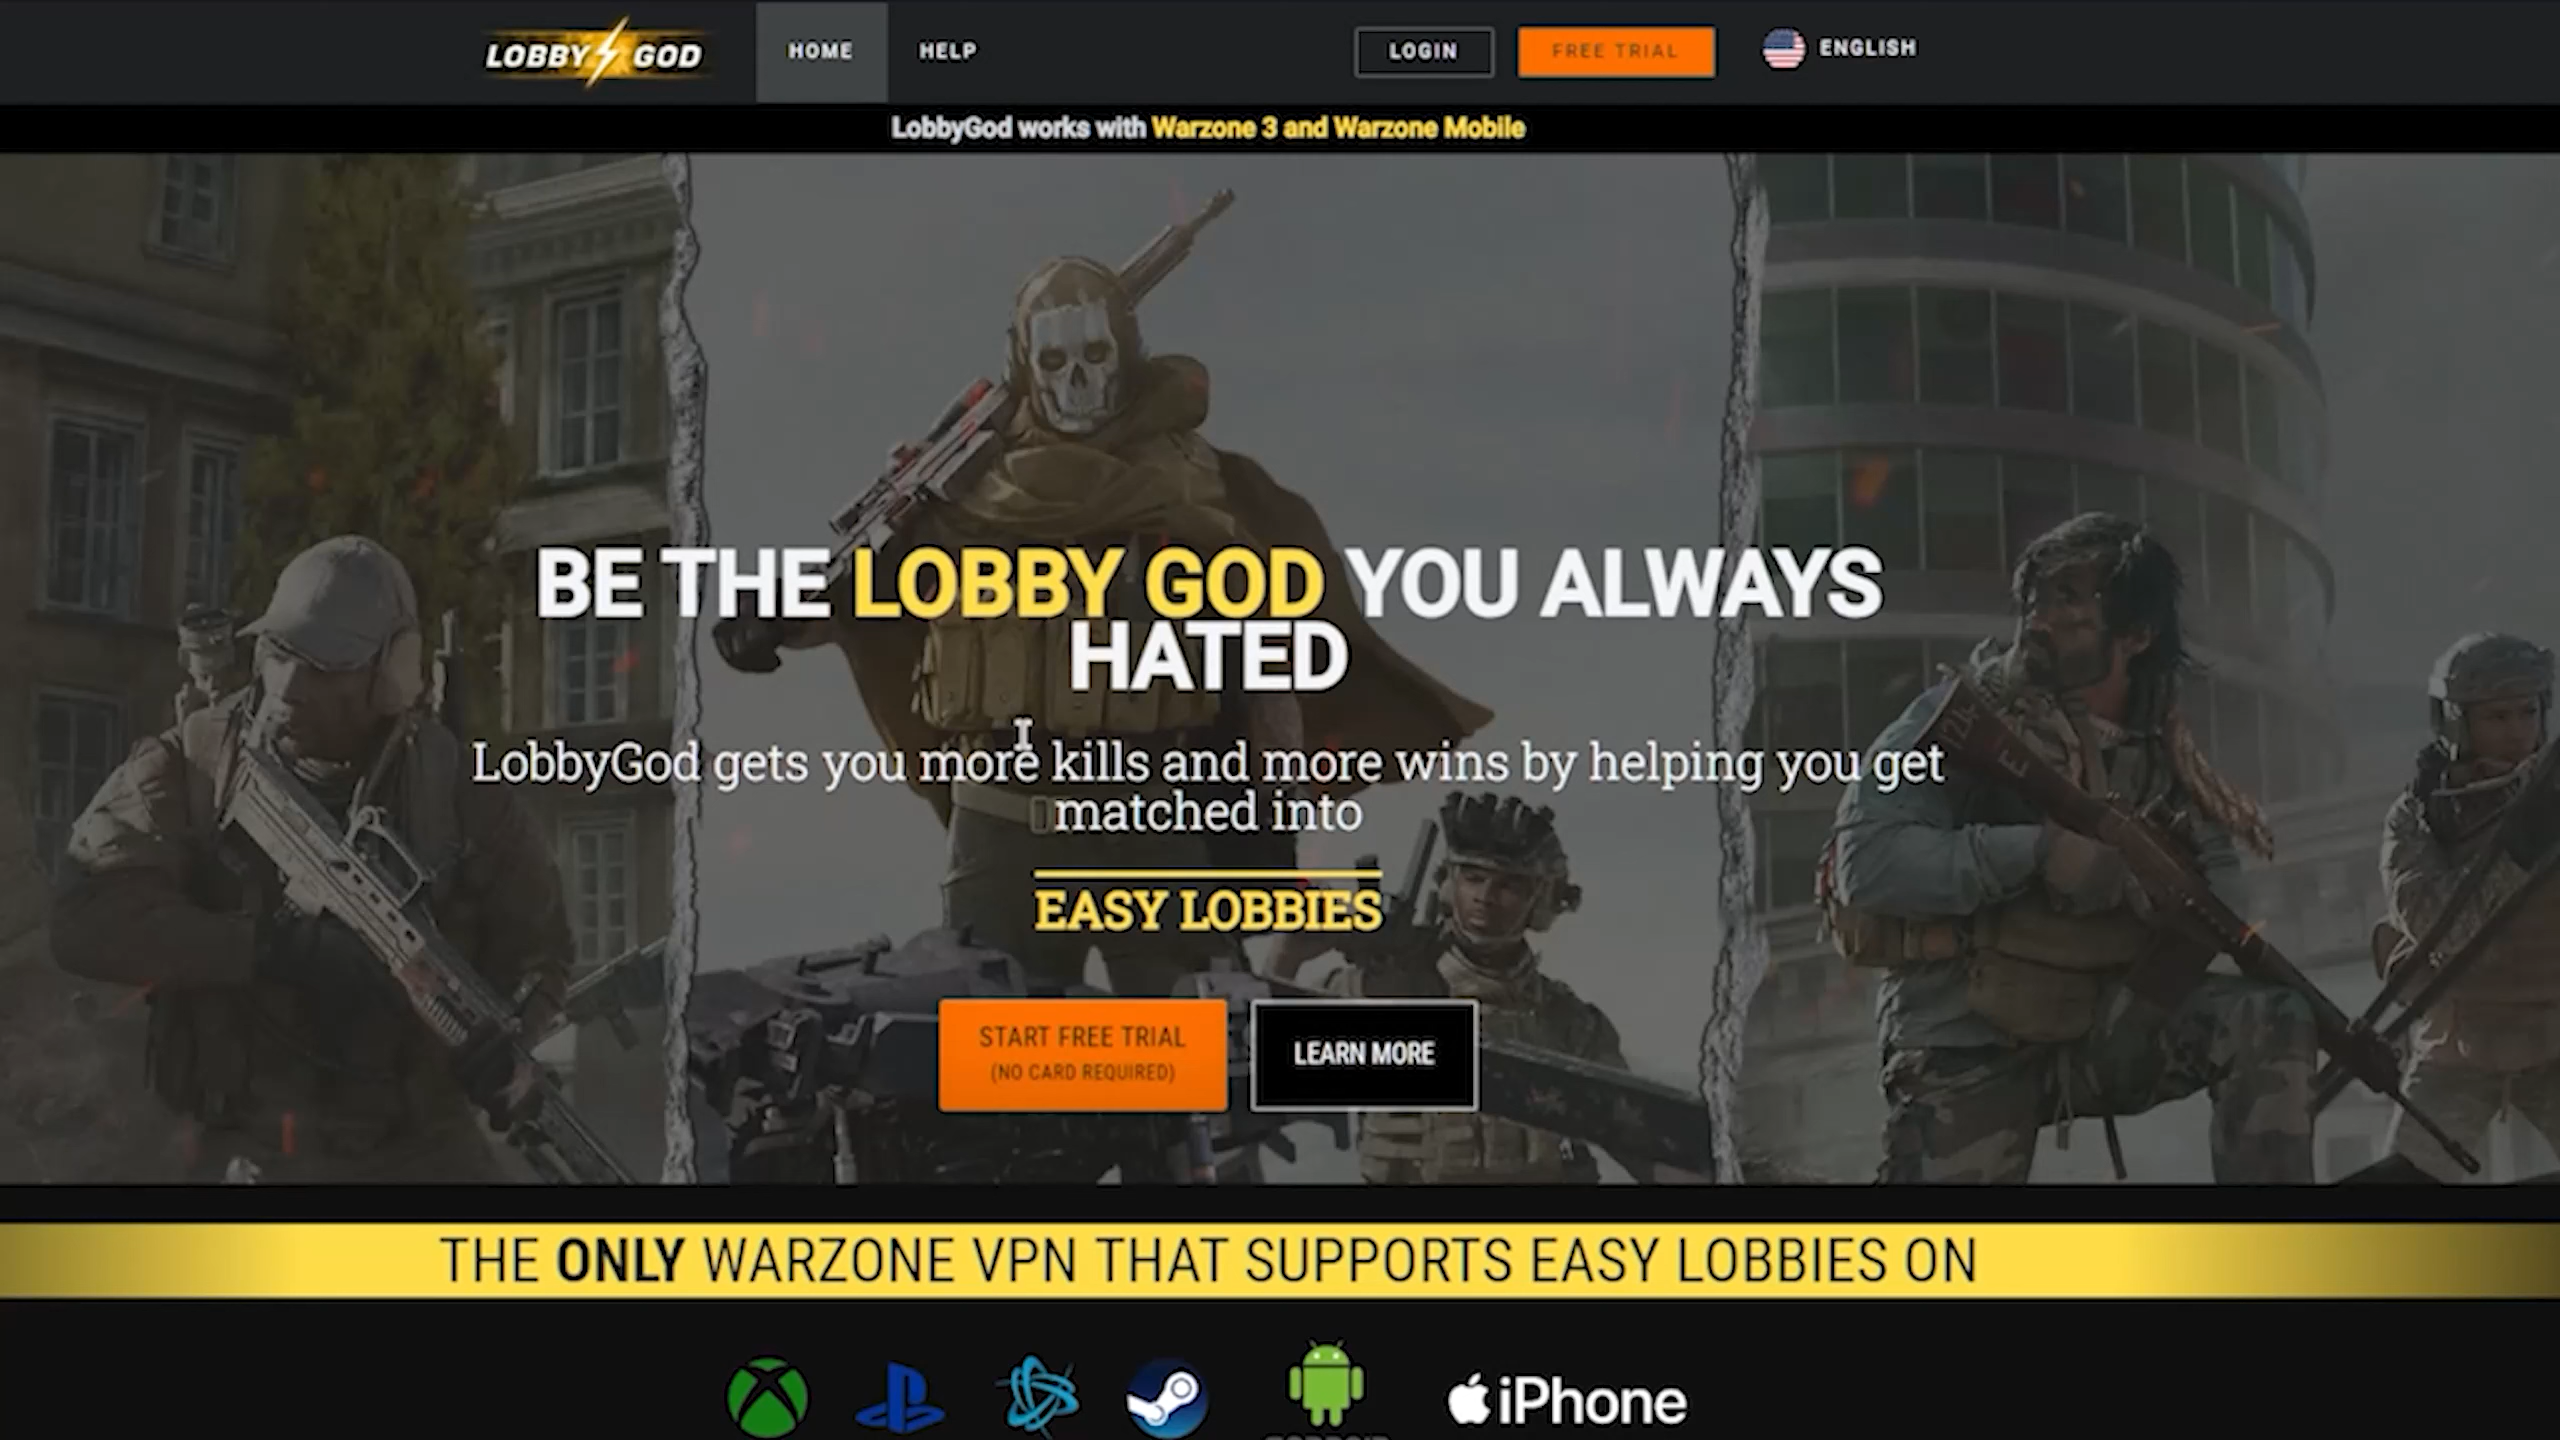 LOBBY GOD
HOME
HELP
LOGIN
FREE TRIAL
ENGLISH
LobbyGod works with Warzone 3 and Warzone Mobile
BE THE LOBBY GOD YOU ALWAYS
HATED
LobbyGod gets you more kills and more wins by helping you get
matched into
EASY LOBBIES
START FREE TRIAL
(NO CARD REQUIRED)
LEARN MORE
THE ONLY WARZONE VPN THAT SUPPORTS EASY LOBBIES ON
iPhone